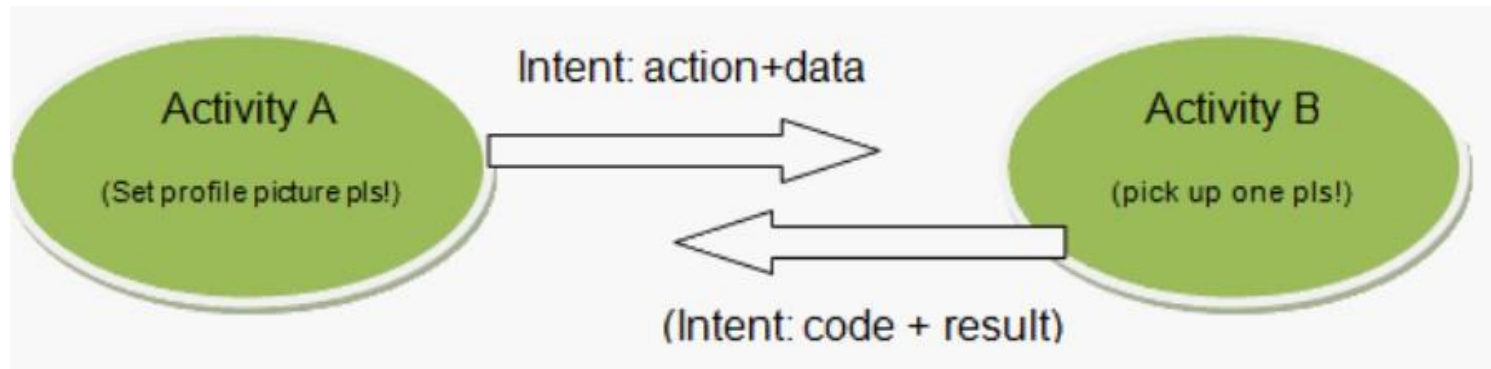 Intent: action+data
Activity A
(Set profile picture pls!)
Activity B
(pick up one pls!)
(Intent: code + result)